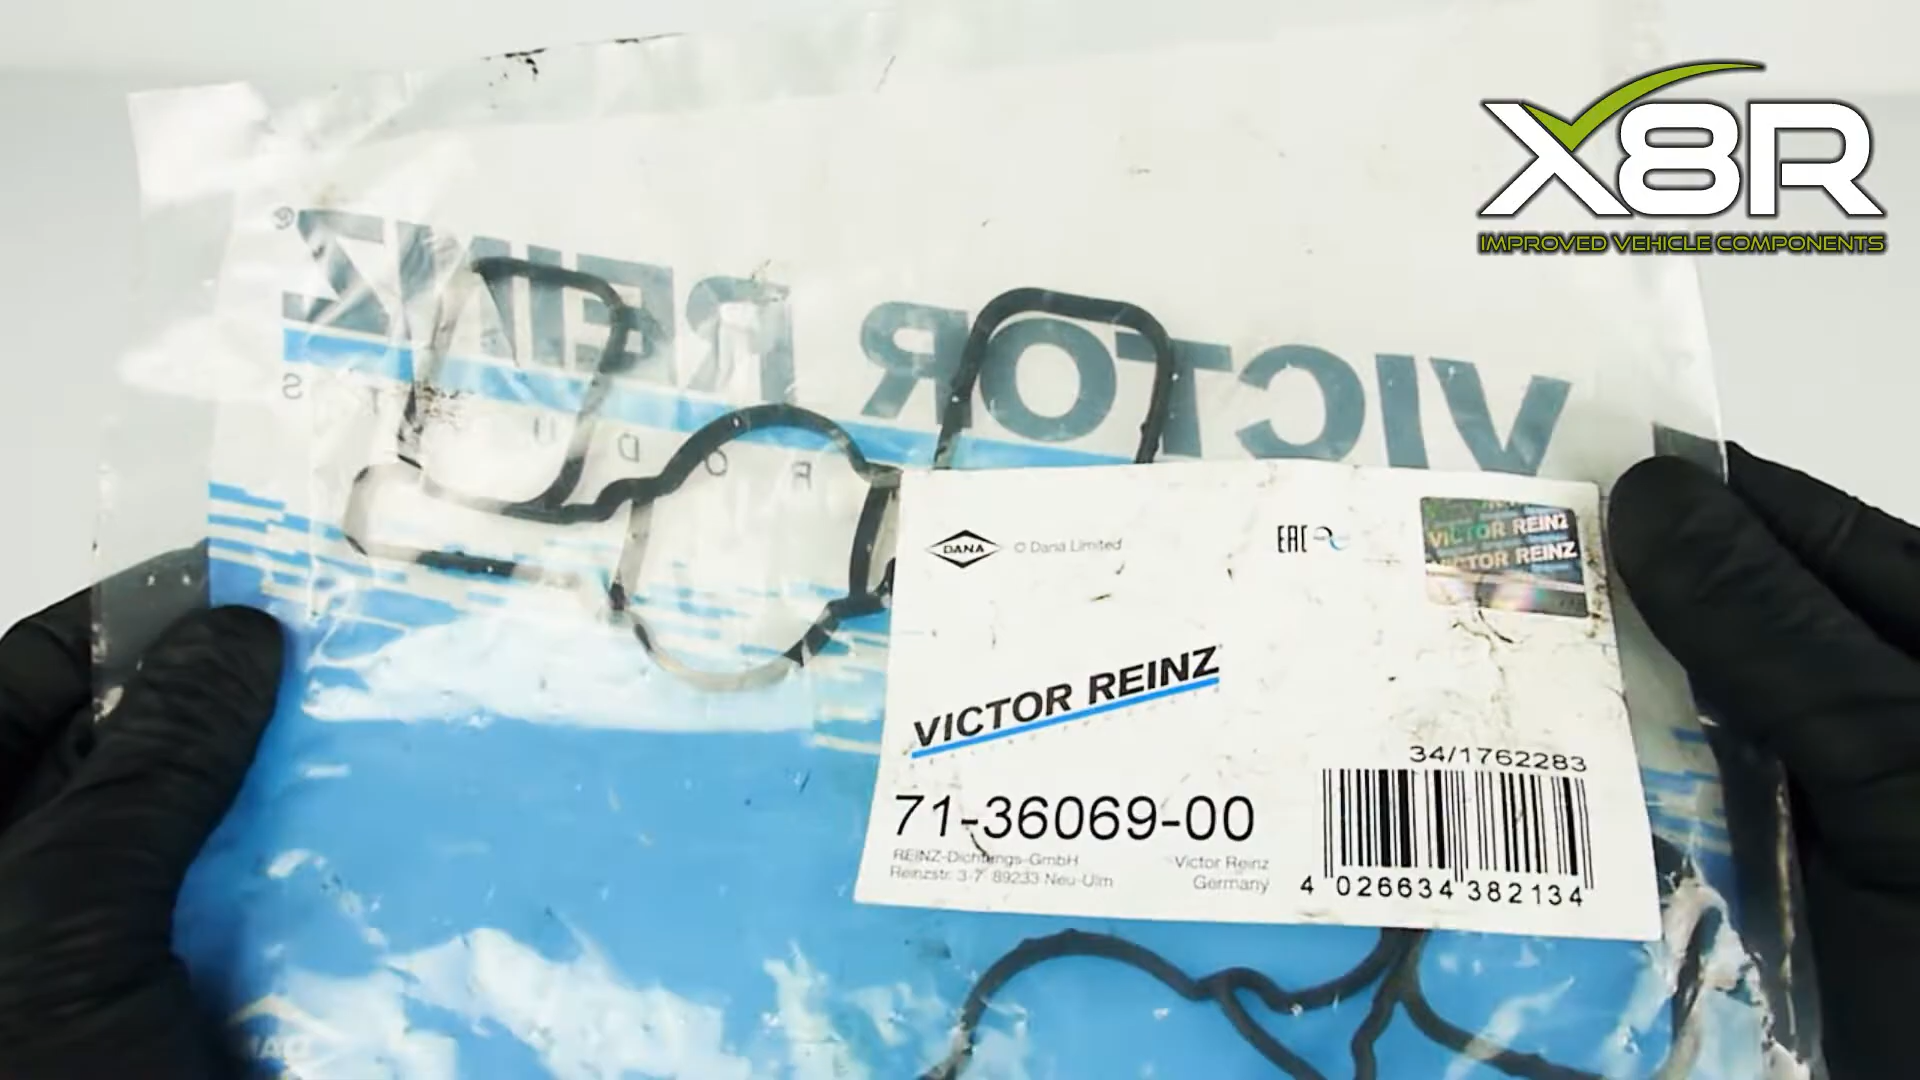 X8R
IMPROVED VEHICLE COMPONENTS
VICTOR REINZ®
PRODUCTS
DANA © Dana Limited
EAC
VICTOR REINZ
VICTOR REINZ
VICTOR REINZ
34/1762283
71-36069-00
REINZ-Dichtungs-GmbH
Reinzstr. 3-7 89233 Neu-Ulm
Victor Reinz
Germany
4 026634 382134